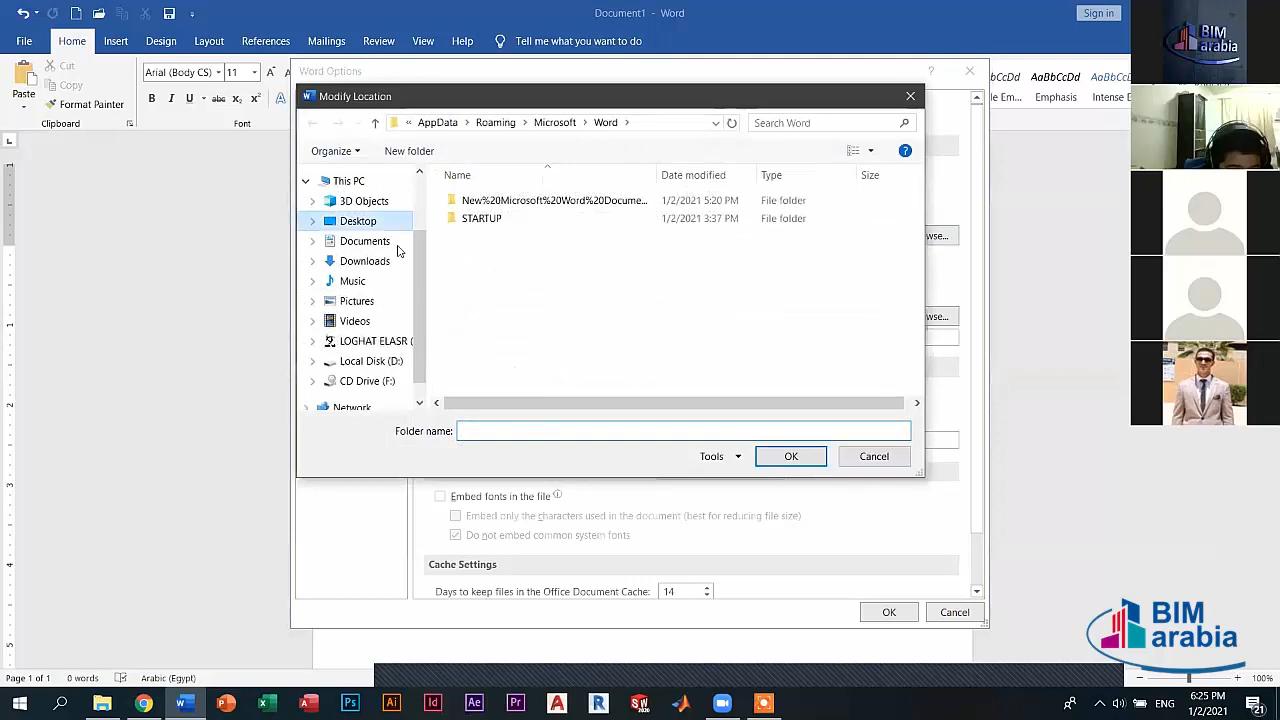 Document1 - Word
Sign in
File Home Insert Design Layout References Mailings Review View Help Tell me what you want to do
Cut
Copy
Format Painter
Paste
Clipboard
Arial (Body CS) 11
B I U abc X₂ X² A
Font
AaBbCcDd AaBbCcDd
Emphasis Intense E
Word Options
Modify Location
« AppData > Roaming > Microsoft > Word >
Search Word
Organize New folder
Name Date modified Type Size
New%20Microsoft%20Word%20Docume... 1/2/2021 5:20 PM File folder
STARTUP 1/2/2021 3:37 PM File folder
This PC
3D Objects
Desktop
Documents
Downloads
Music
Pictures
Videos
LOGHAT ELASR (
Local Disk (D:)
CD Drive (F:)
Network
Folder name:
Tools OK Cancel
Embed fonts in the file
Embed only the characters used in the document (best for reducing file size)
Do not embed common system fonts
Cache Settings
Days to keep files in the Office Document Cache: 14
OK Cancel
Page 1 of 1 0 words Arabic (Egypt)
100%
BIM
arabia
BIM
arabia
ENG
6:25 PM
1/2/2021
21